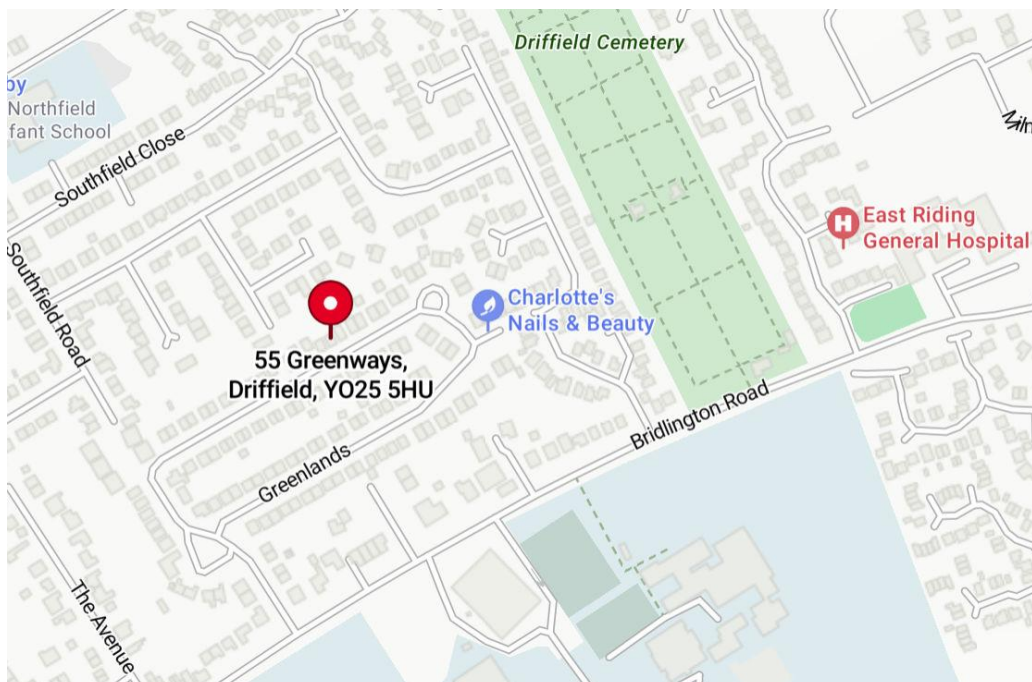 Driffield Cemetery
by
Northfield
fant School
Southfield Close
Southfield Road
East Riding
General Hospital
Charlotte's
Nails & Beauty
55 Greenways,
Driffield, YO25 5HU
Bridlington Road
Greenlands
The Avenue